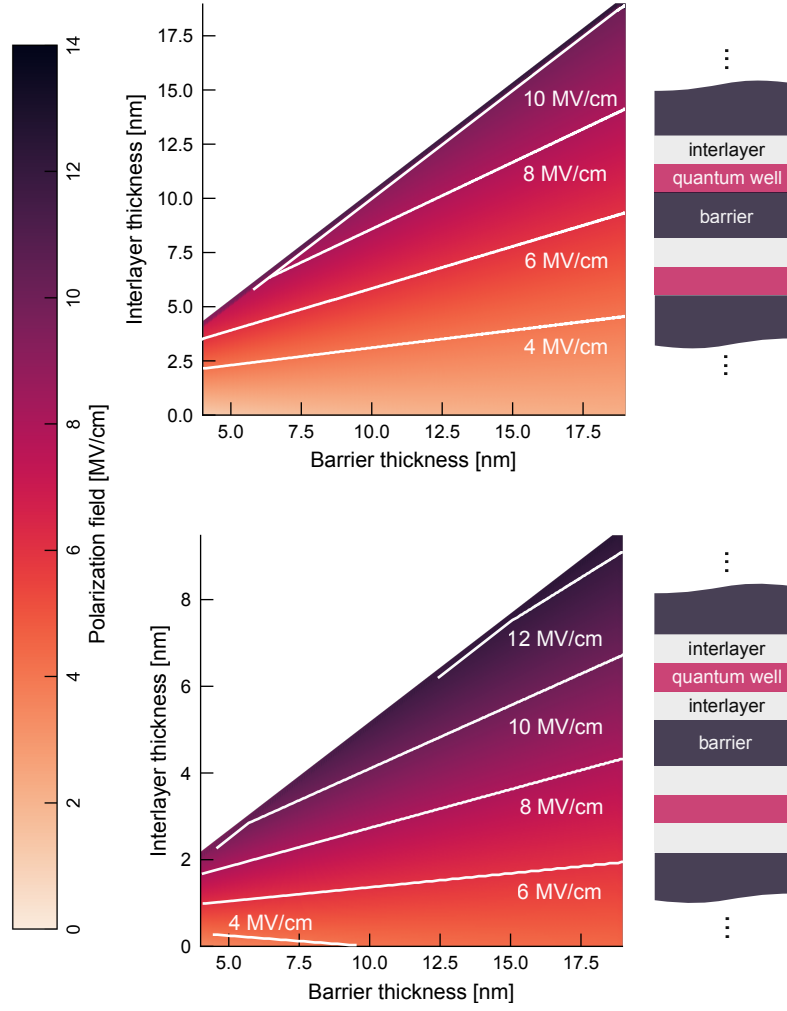 14
12
10
8
6
4
2
0
Polarization field [MV/cm]
17.5
15.0
12.5
10.0
7.5
5.0
2.5
0.0
Interlayer thickness [nm]
10 MV/cm
8 MV/cm
6 MV/cm
4 MV/cm
5.0 7.5 10.0 12.5 15.0 17.5
Barrier thickness [nm]
...
interlayer
quantum well
barrier
...
8
6
4
2
0
Interlayer thickness [nm]
12 MV/cm
10 MV/cm
8 MV/cm
6 MV/cm
4 MV/cm
5.0 7.5 10.0 12.5 15.0 17.5
Barrier thickness [nm]
...
interlayer
quantum well
interlayer
barrier
...